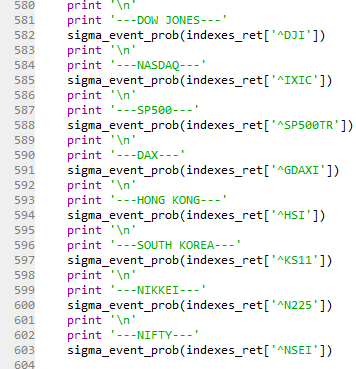 580 print '\n'
581 print '---DOW JONES---'
582 sigma_event_prob(indexes_ret['^DJI'])
583 print '\n'
584 print '---NASDAQ---'
585 sigma_event_prob(indexes_ret['^IXIC'])
586 print '\n'
587 print '---SP500---'
588 sigma_event_prob(indexes_ret['^SP500TR'])
589 print '\n'
590 print '---DAX---'
591 sigma_event_prob(indexes_ret['^GDAXI'])
592 print '\n'
593 print '---HONG KONG---'
594 sigma_event_prob(indexes_ret['^HSI'])
595 print '\n'
596 print '---SOUTH KOREA---'
597 sigma_event_prob(indexes_ret['^KS11'])
598 print '\n'
599 print '---NIKKEI---'
600 sigma_event_prob(indexes_ret['^N225'])
601 print '\n'
602 print '---NIFTY---'
603 sigma_event_prob(indexes_ret['^NSEI'])
604